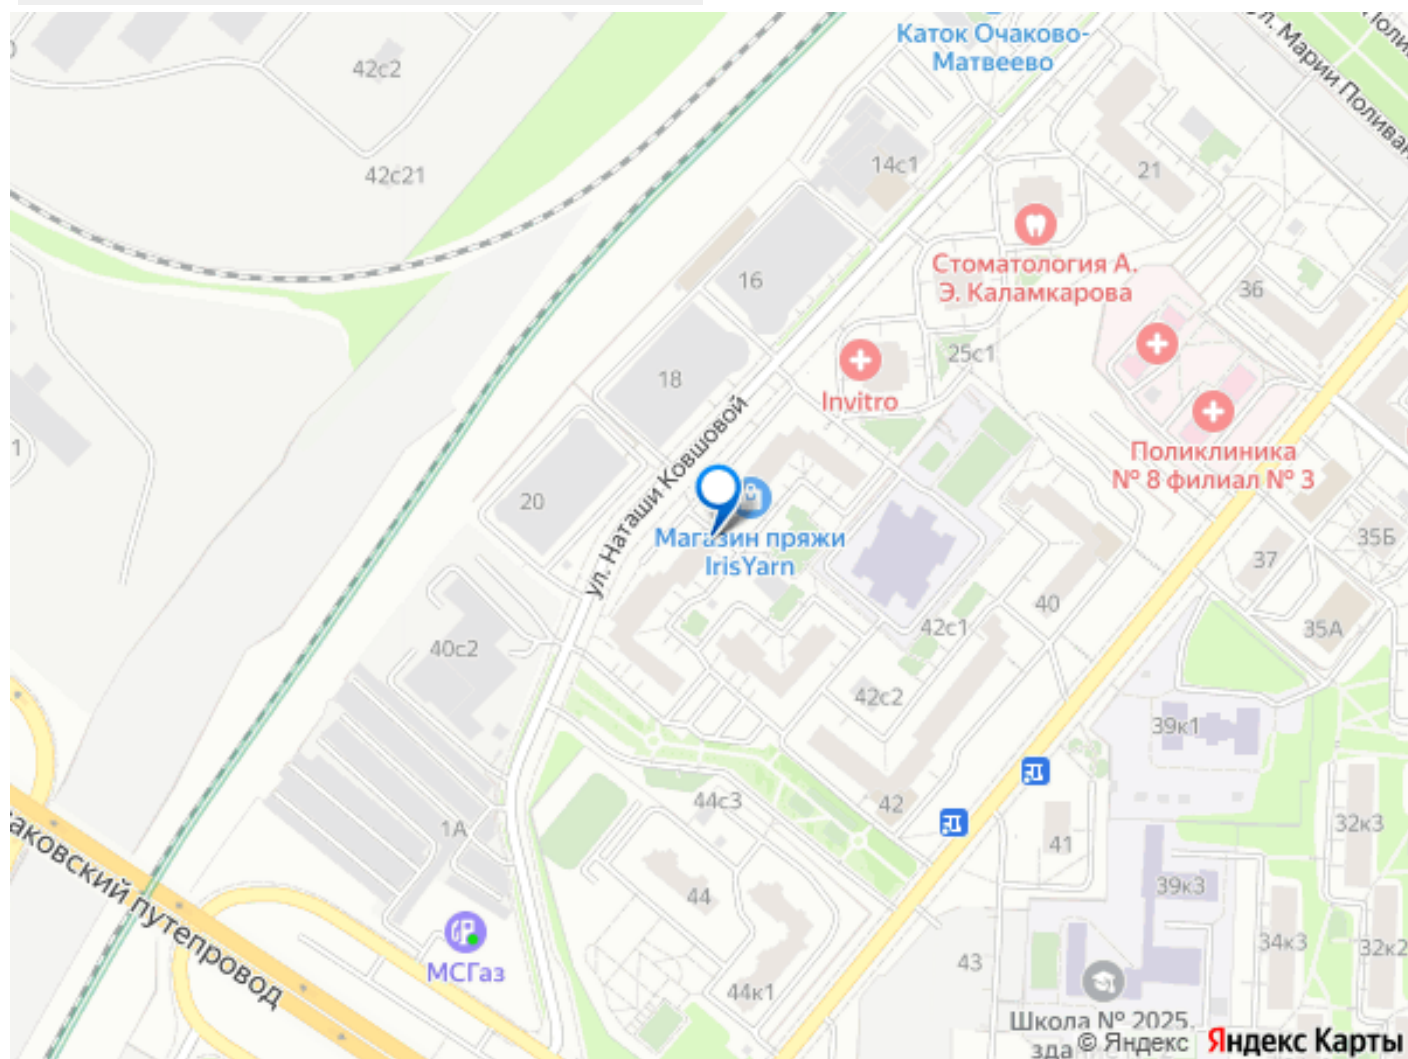 Каток Очаково-
Матвеево
ул. Марии Поливан
42с2
42с21
14с1
21
Стоматология А.
Э. Каламкарова
16
36
25с1
18
Invitro
Поликлиника
№ 8 филиал № 3
ул. Наташи Ковшовой
1
20
Магазин пряжи
IrisYarn
35Б
37
40
42с1
35А
40с2
42с2
39к1
44с3
42
1А
41
32к3
аковский путепровод
44
39к3
МСГаз
43
34к3
32к2
44к1
Школа № 2025,
зда
© Яндекс
Яндекс Карты